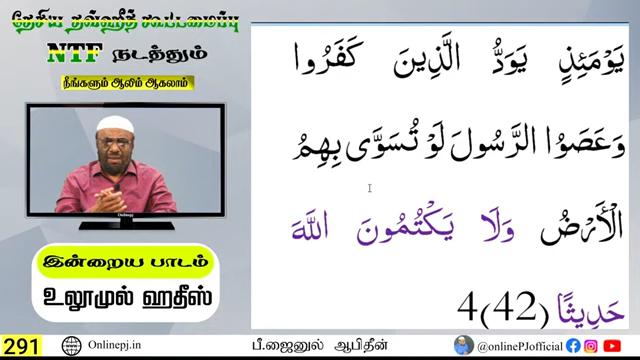 தேசிய தவ்ஹீத் கூட்டமைப்பு
NTF நடத்தும்
நீங்களும் ஆலிம் ஆகலாம்
Onlinepj
இன்றைய பாடம்
உலூமுல் ஹதீஸ்
يَوْمَئِذٍ يَوَدُّ الَّذِينَ كَفَرُوا
وَعَصَوُا الرَّسُولَ لَوْ تُسَوَّى بِهِمُ
الْأَرْضُ وَلَا يَكْتُمُونَ اللَّهَ
حَدِيثًا (42)4
291
Onlinepj.in
பீ.ஜைனுல் ஆபிதீன்
@onlinePJofficial